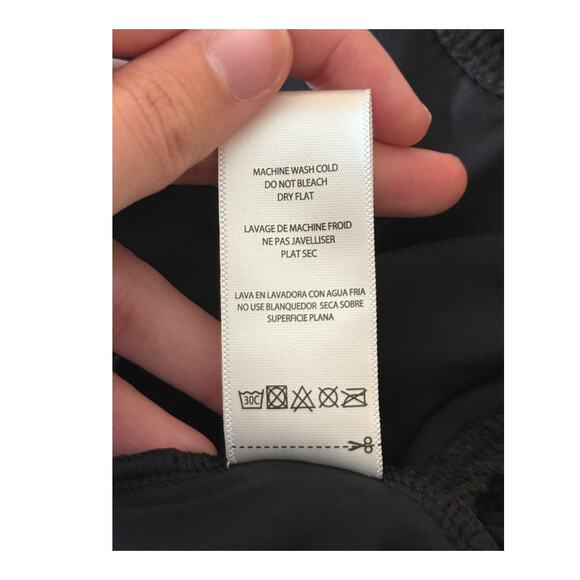 MACHINE WASH COLD
DO NOT BLEACH
DRY FLAT
LAVAGE DE MACHINE FROID
NE PAS JAVELLISER
PLAT SEC
LAVA EN LAVADORA CON AGUA FRIA
NO USE BLANQUEDOR SECA SOBRE
SUPERFICIE PLANA
30C